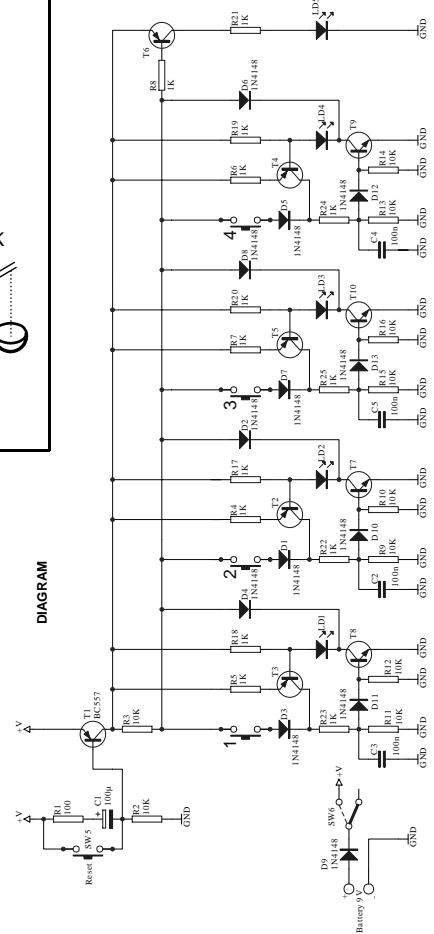 K
DIAGRAM
+V
+V
R1
100
C1
100µ
+
SW5
Reset
R2
10K
GND
T1
BC557
R3
10K
D9
1N4148
SW6
+V
Battery 9 V
+
-
GND
1
R5
1K
R18
1K
T3
D3
1N4148
D4
1N4148
LD1
R23
1K
1N4148
D11
T8
C3
100n
R11
10K
R12
10K
GND
GND
GND
GND
2
R4
1K
R17
1K
T2
D1
1N4148
D2
1N4148
LD2
R22
1K
1N4148
D10
T7
C2
100n
R9
10K
R10
10K
GND
GND
GND
GND
3
R7
1K
R20
1K
T5
D7
1N4148
D8
1N4148
LD3
R25
1K
1N4148
D13
T10
C5
100n
R15
10K
R16
10K
GND
GND
GND
GND
4
R6
1K
R19
1K
T4
D5
1N4148
D6
1N4148
LD4
R24
1K
1N4148
D12
T9
C4
100n
R13
10K
R14
10K
GND
GND
GND
GND
T6
R8
1K
R21
1K
LD5
GND